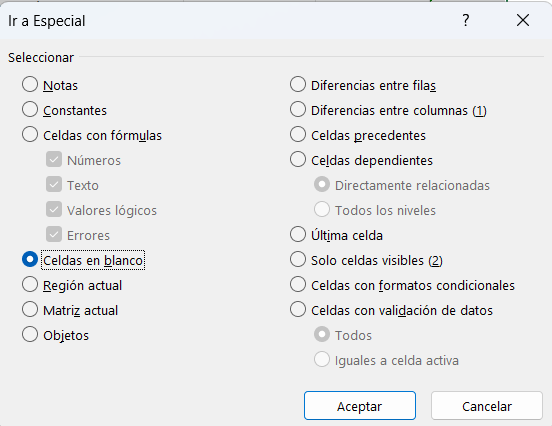 Ir a Especial
?
Seleccionar
Notas
Constantes
Celdas con fórmulas
Números
Texto
Valores lógicos
Errores
Celdas en blanco
Región actual
Matriz actual
Objetos
Diferencias entre filas
Diferencias entre columnas (1)
Celdas precedentes
Celdas dependientes
Directamente relacionadas
Todos los niveles
Última celda
Solo celdas visibles (2)
Celdas con formatos condicionales
Celdas con validación de datos
Todos
Iguales a celda activa
Aceptar
Cancelar